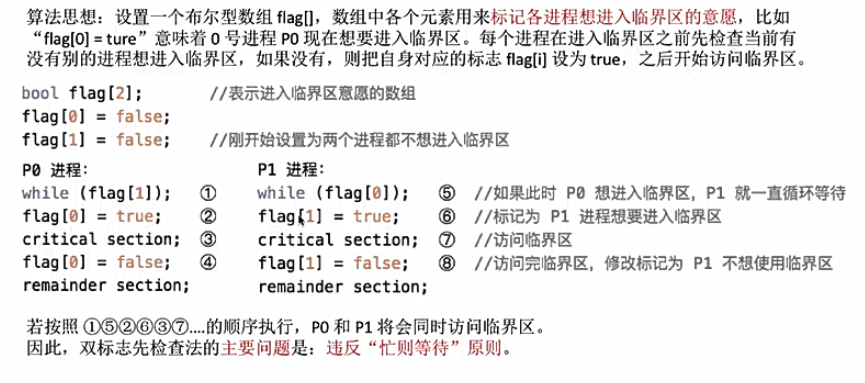 算法思想：设置一个布尔型数组 flag[]，数组中各个元素用来标记各进程想进入临界区的意愿，比如
“flag[0] = ture”意味着 0 号进程 P0 现在想要进入临界区。每个进程在进入临界区之前先检查当前有
没有别的进程想进入临界区，如果没有，则把自身对应的标志 flag[i] 设为 true，之后开始访问临界区。
bool flag[2]; //表示进入临界区意愿的数组
flag[0] = false;
flag[1] = false; //刚开始设置为两个进程都不想进入临界区
P0 进程: P1 进程:
while (flag[1]); ① while (flag[0]); ⑤ //如果此时 P0 想进入临界区，P1 就一直循环等待
flag[0] = true; ② flag[1] = true; ⑥ //标记为 P1 进程想要进入临界区
critical section; ③ critical section; ⑦ //访问临界区
flag[0] = false; ④ flag[1] = false; ⑧ //访问完临界区，修改标记为 P1 不想使用临界区
remainder section; remainder section;
若按照 ①⑤②⑥③⑦....的顺序执行，P0 和 P1 将会同时访问临界区。
因此，双标志先检查法的主要问题是：违反“忙则等待”原则。